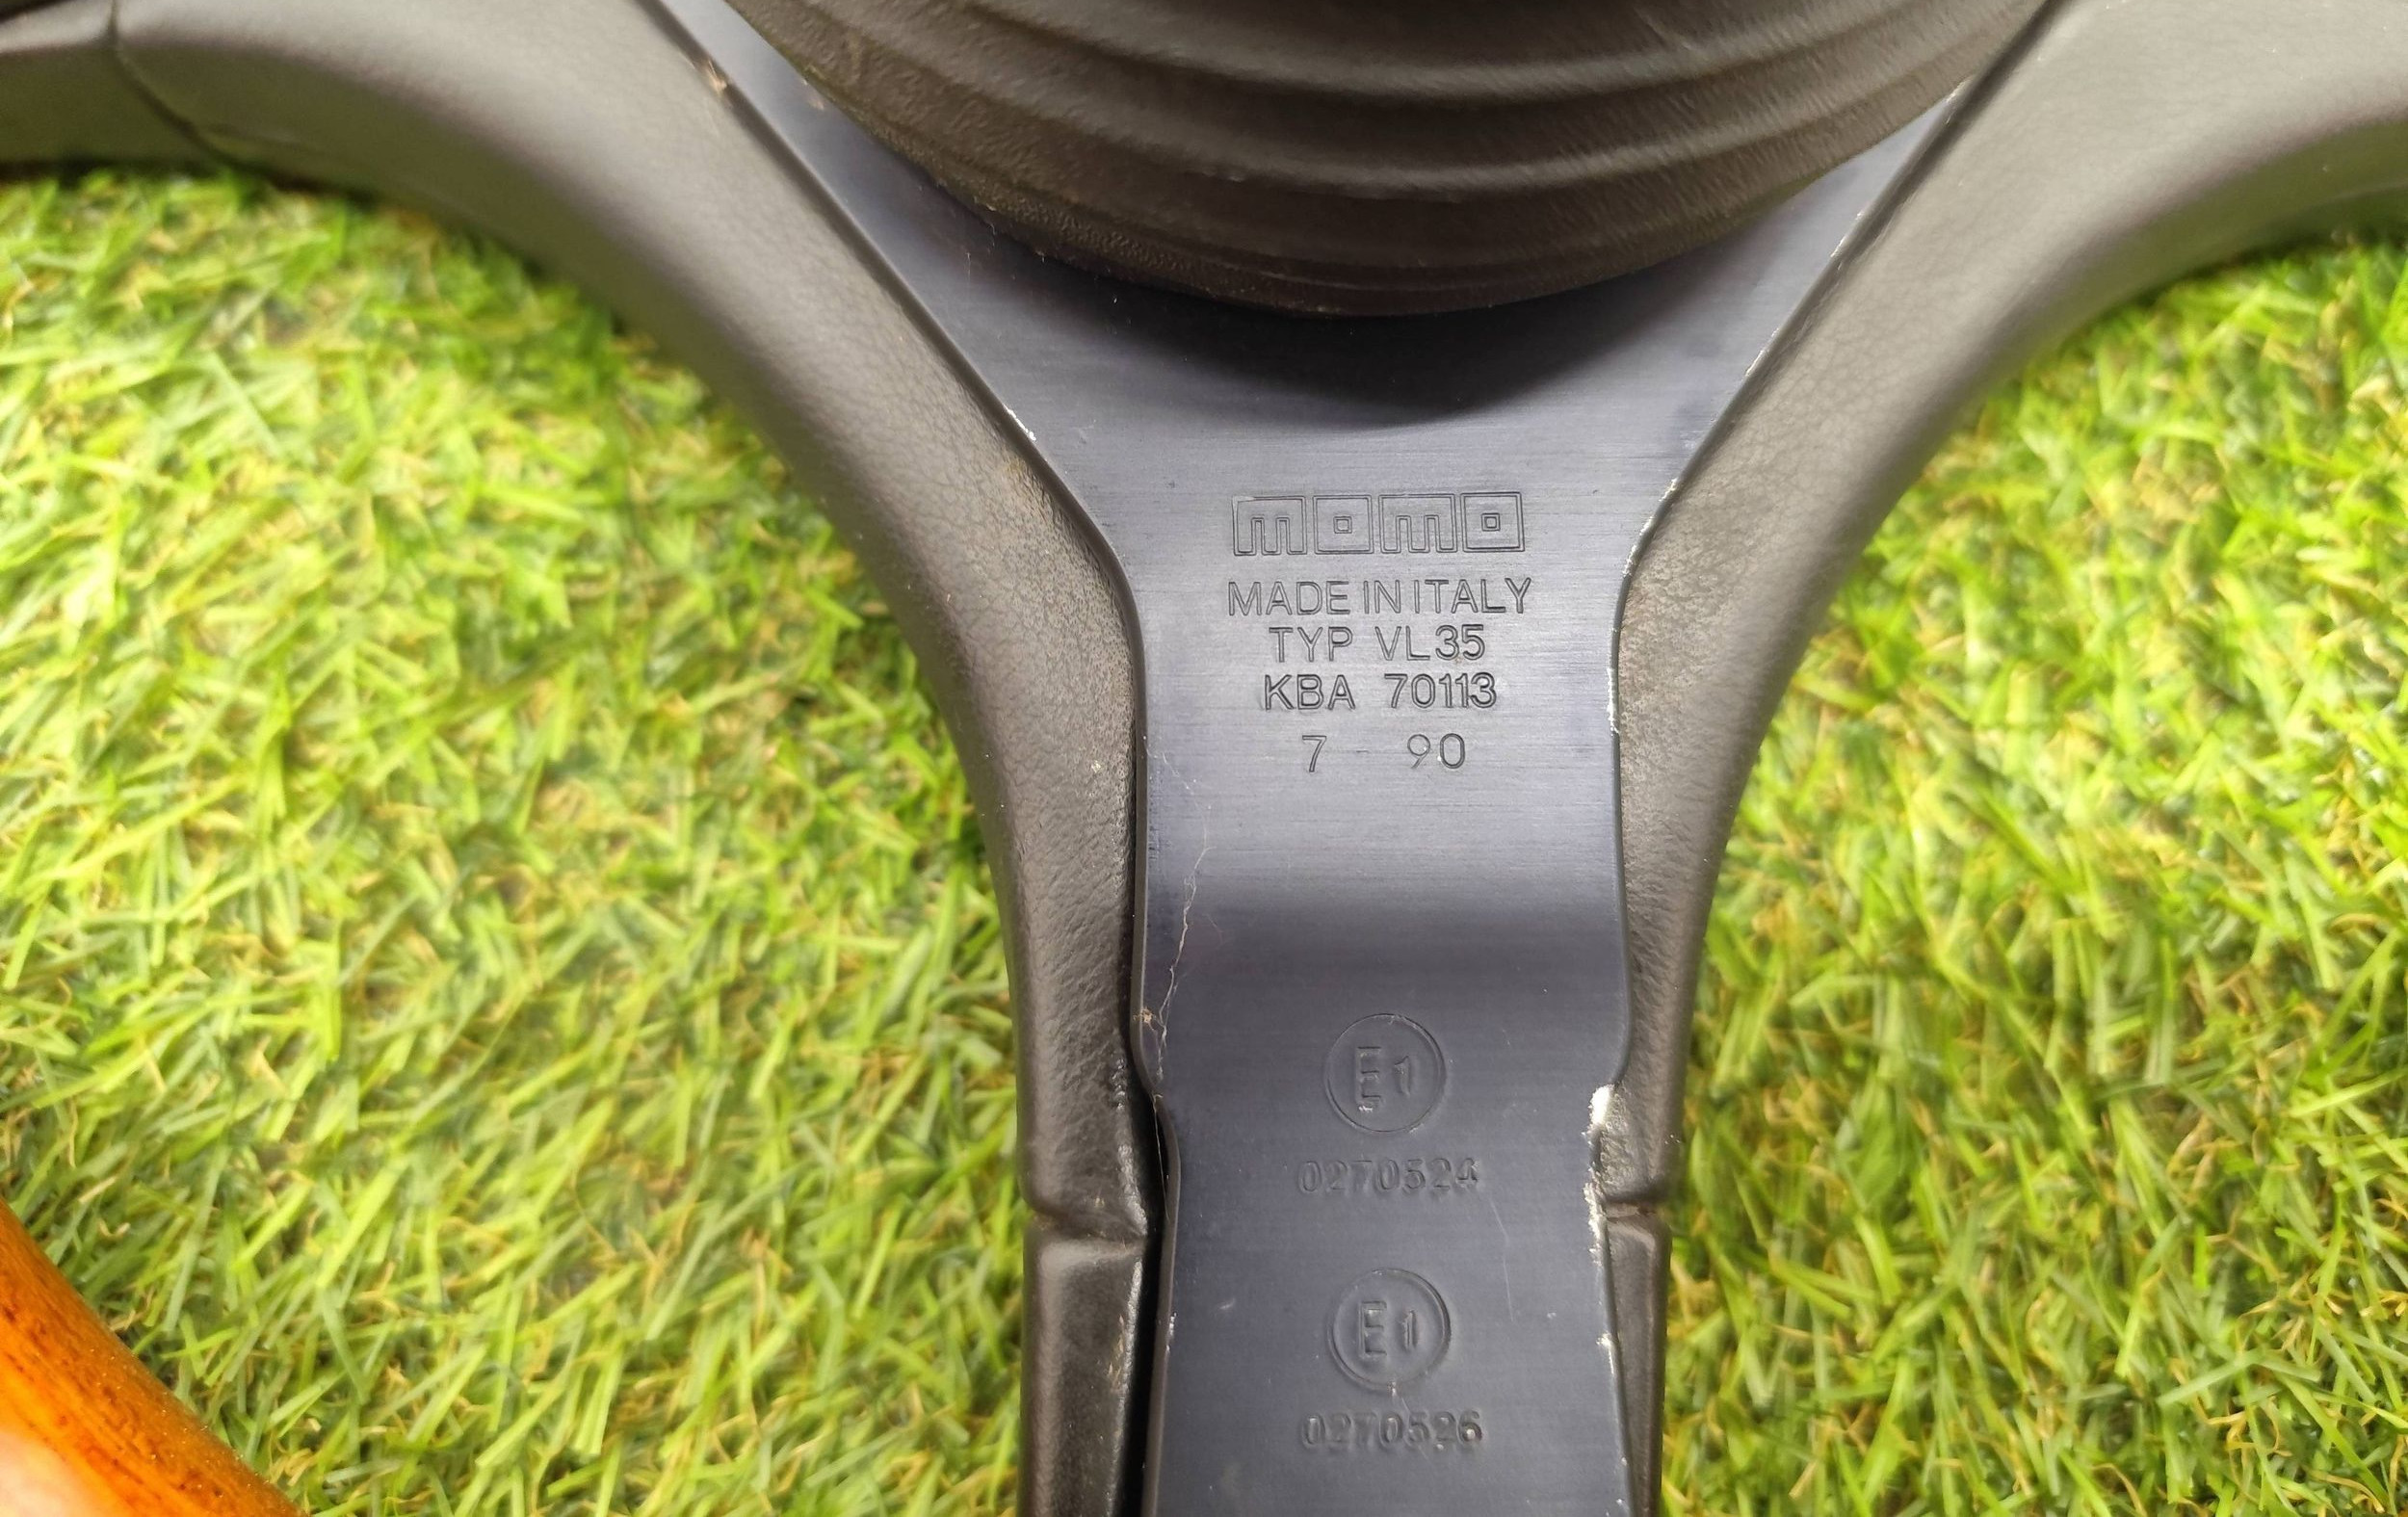 momo
MADE IN ITALY
TYP VL35
KBA 70113
7 90
E1
0270524
E1
0270526